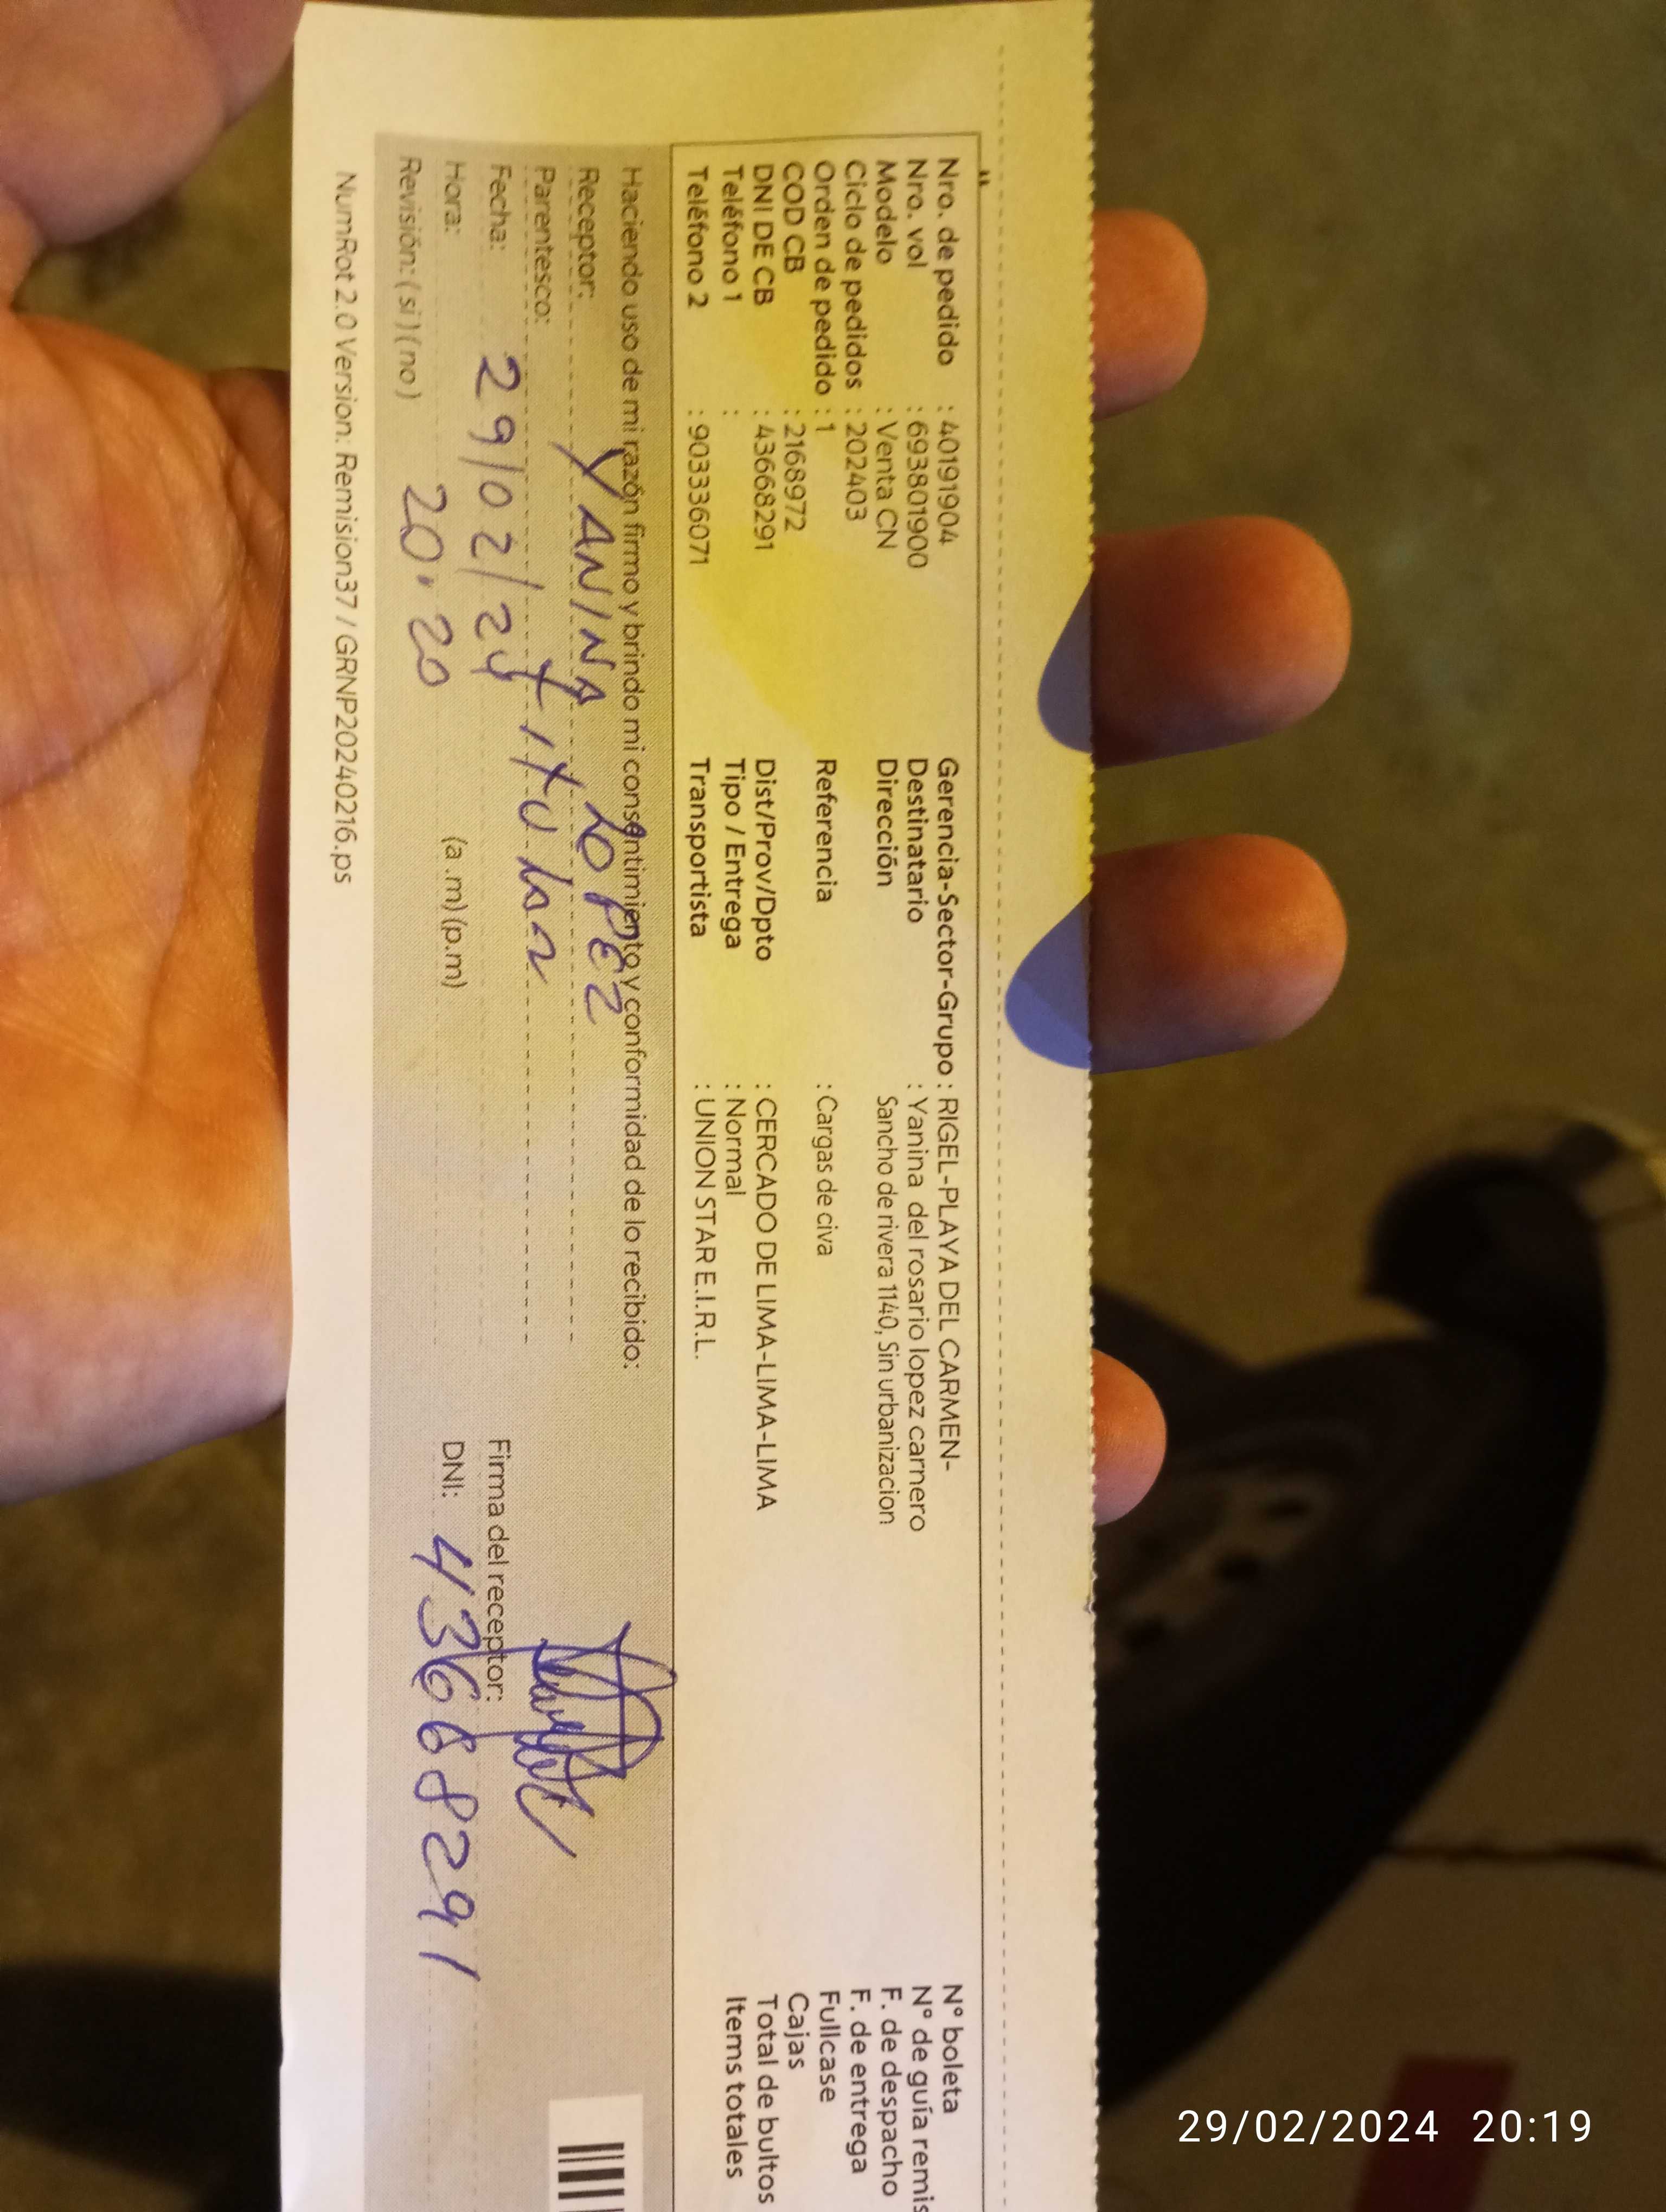 Nro. de pedido : 40191904
Nro. vol : 693801900
Modelo : Venta CN
Ciclo de pedidos : 202403
Orden de pedido : 1
COD CB : 2168972
DNI DE CB : 43668291
Teléfono 1 :
Teléfono 2 : 903336071
Gerencia-Sector-Grupo : RIGEL-PLAYA DEL CARMEN-
Destinatario : Yanina del rosario lopez carnero
Dirección Sancho de rivera 1140, Sin urbanizacion
Referencia : Cargas de civa
Dist/Prov/Dpto : CERCADO DE LIMA-LIMA-LIMA
Tipo / Entrega : Normal
Transportista : UNION STAR E.I.R.L.
N° boleta
N° de guía remis
F. de despacho
F. de entrega
Fullcase
Cajas
Total de bultos
Items totales
Haciendo uso de mi razón firmo y brindo mi consentimiento y conformidad de lo recibido:
Receptor: YANINA LOPEZ
Parentesco: titular
Fecha: 29/02/24
Hora: 20:20 (a .m) (p.m)
Revisión: ( si ) ( no )
Firma del receptor:
DNI: 43668291
NumRot 2.0 Version: Remision37 / GRNP20240216.ps
29/02/2024 20:19